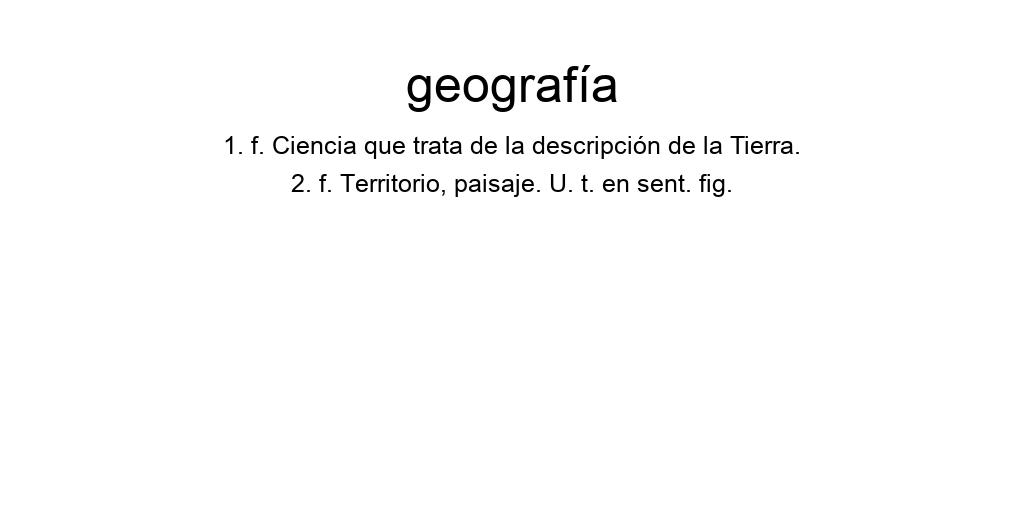 geografía
1. f. Ciencia que trata de la descripción de la Tierra.
2. f. Territorio, paisaje. U. t. en sent. fig.